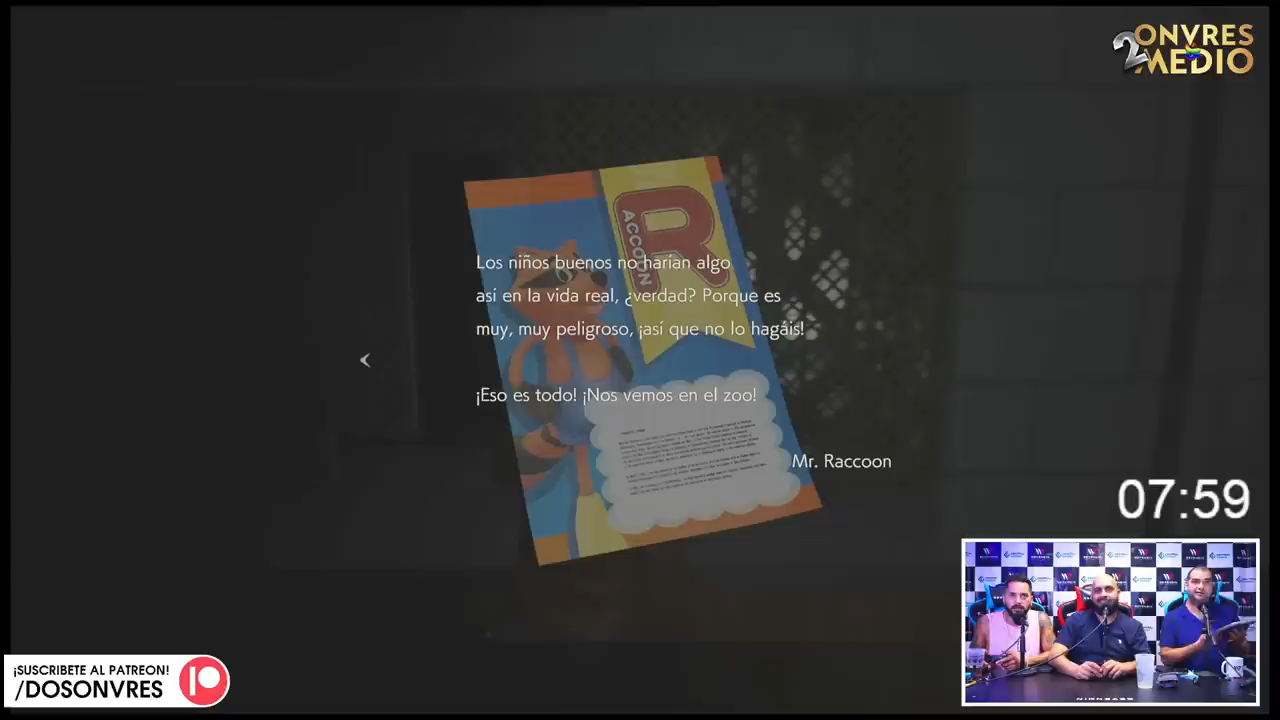 2 ONVRES
MEDIO
R
ACCOON
Los niños buenos no harían algo
así en la vida real, ¿verdad? Porque es
muy, muy peligroso, ¡así que no lo hagáis!
¡Eso es todo! ¡Nos vemos en el zoo!
Mr. Raccoon
07:59
¡SUSCRIBETE AL PATREON!
/DOSONVRES